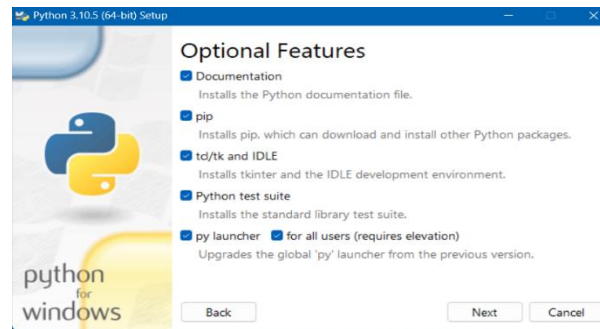 Python 3.10.5 (64-bit) Setup
Optional Features
Documentation
Installs the Python documentation file.
pip
Installs pip, which can download and install other Python packages.
tcl/tk and IDLE
Installs tkinter and the IDLE development environment.
Python test suite
Installs the standard library test suite.
py launcher for all users (requires elevation)
Upgrades the global 'py' launcher from the previous version.
python
for
windows
Back Next Cancel